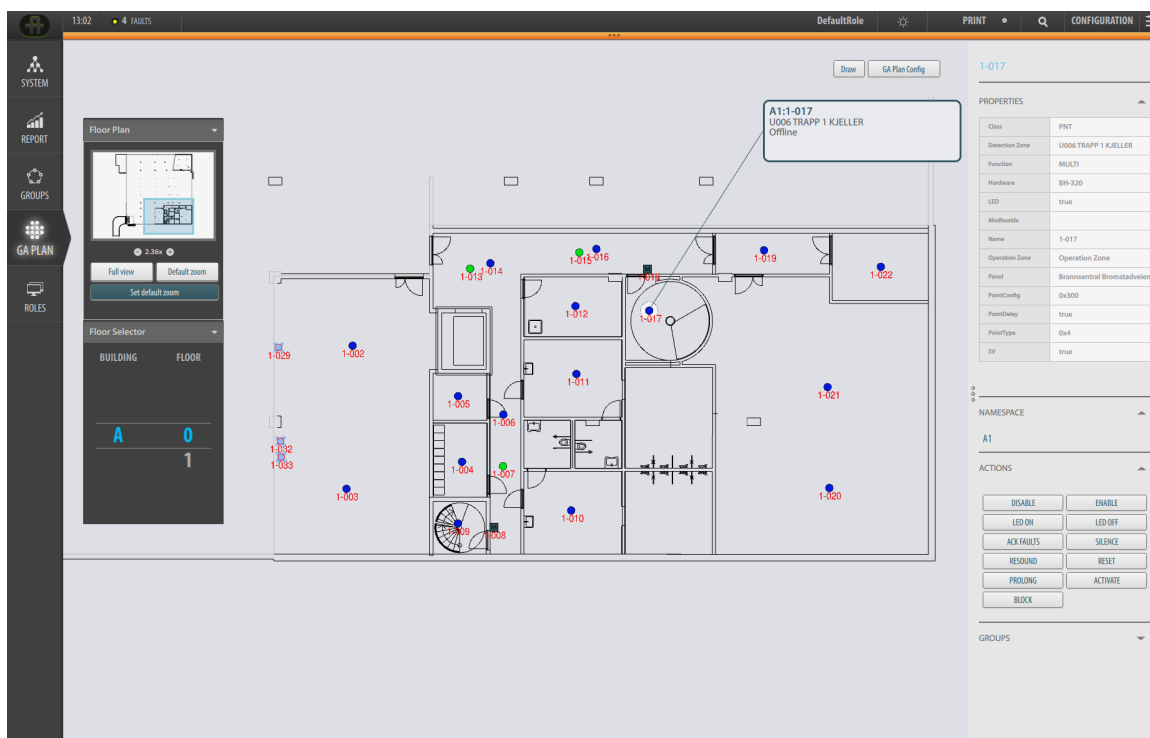 13:02 4 FAULTS DefaultRole PRINT CONFIGURATION
SYSTEM
REPORT
GROUPS
GA PLAN
ROLES
Floor Plan
2.36x
Full view Default zoom
Set default zoom
Floor Selector
BUILDING FLOOR
A 0
1
Draw GA Plan Config
A1:1-017
U006 TRAPP 1 KJELLER
Offline
1-013
1-014
1-015
1-016
1-019
1-022
1-012
1-017
1-029
1-002
1-011
1-005
1-006
1-021
1-032
1-033
1-004
1-007
1-003
1-020
1-009
1-008
1-010
1-017
PROPERTIES
Class PNT
Detection Zone U006 TRAPP 1 KJELLER
Function MULTI
Hardware BH-320
LED true
ModbusIdx
Name 1-017
Operation Zone Operation Zone
Panel Brannsentral Bromstadveien
PointConfig 0x300
PointDelay true
PointType 0x4
SV true
NAMESPACE
A1
ACTIONS
DISABLE ENABLE
LED ON LED OFF
ACK FAULTS SILENCE
RESOUND RESET
PROLONG ACTIVATE
BLOCK
GROUPS